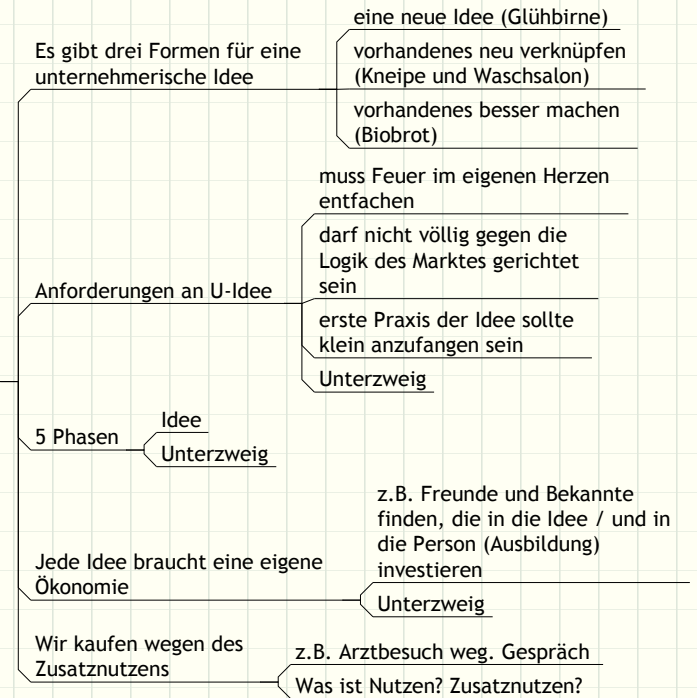 Es gibt drei Formen für eine
unternehmerische Idee
eine neue Idee (Glühbirne)
vorhandenes neu verknüpfen
(Kneipe und Waschsalon)
vorhandenes besser machen
(Biobrot)
Anforderungen an U-Idee
muss Feuer im eigenen Herzen
entfachen
darf nicht völlig gegen die
Logik des Marktes gerichtet
sein
erste Praxis der Idee sollte
klein anzufangen sein
Unterzweig
5 Phasen
Idee
Unterzweig
Jede Idee braucht eine eigene
Ökonomie
z.B. Freunde und Bekannte
finden, die in die Idee / und in
die Person (Ausbildung)
investieren
Unterzweig
Wir kaufen wegen des
Zusatznutzens
z.B. Arztbesuch weg. Gespräch
Was ist Nutzen? Zusatznutzen?